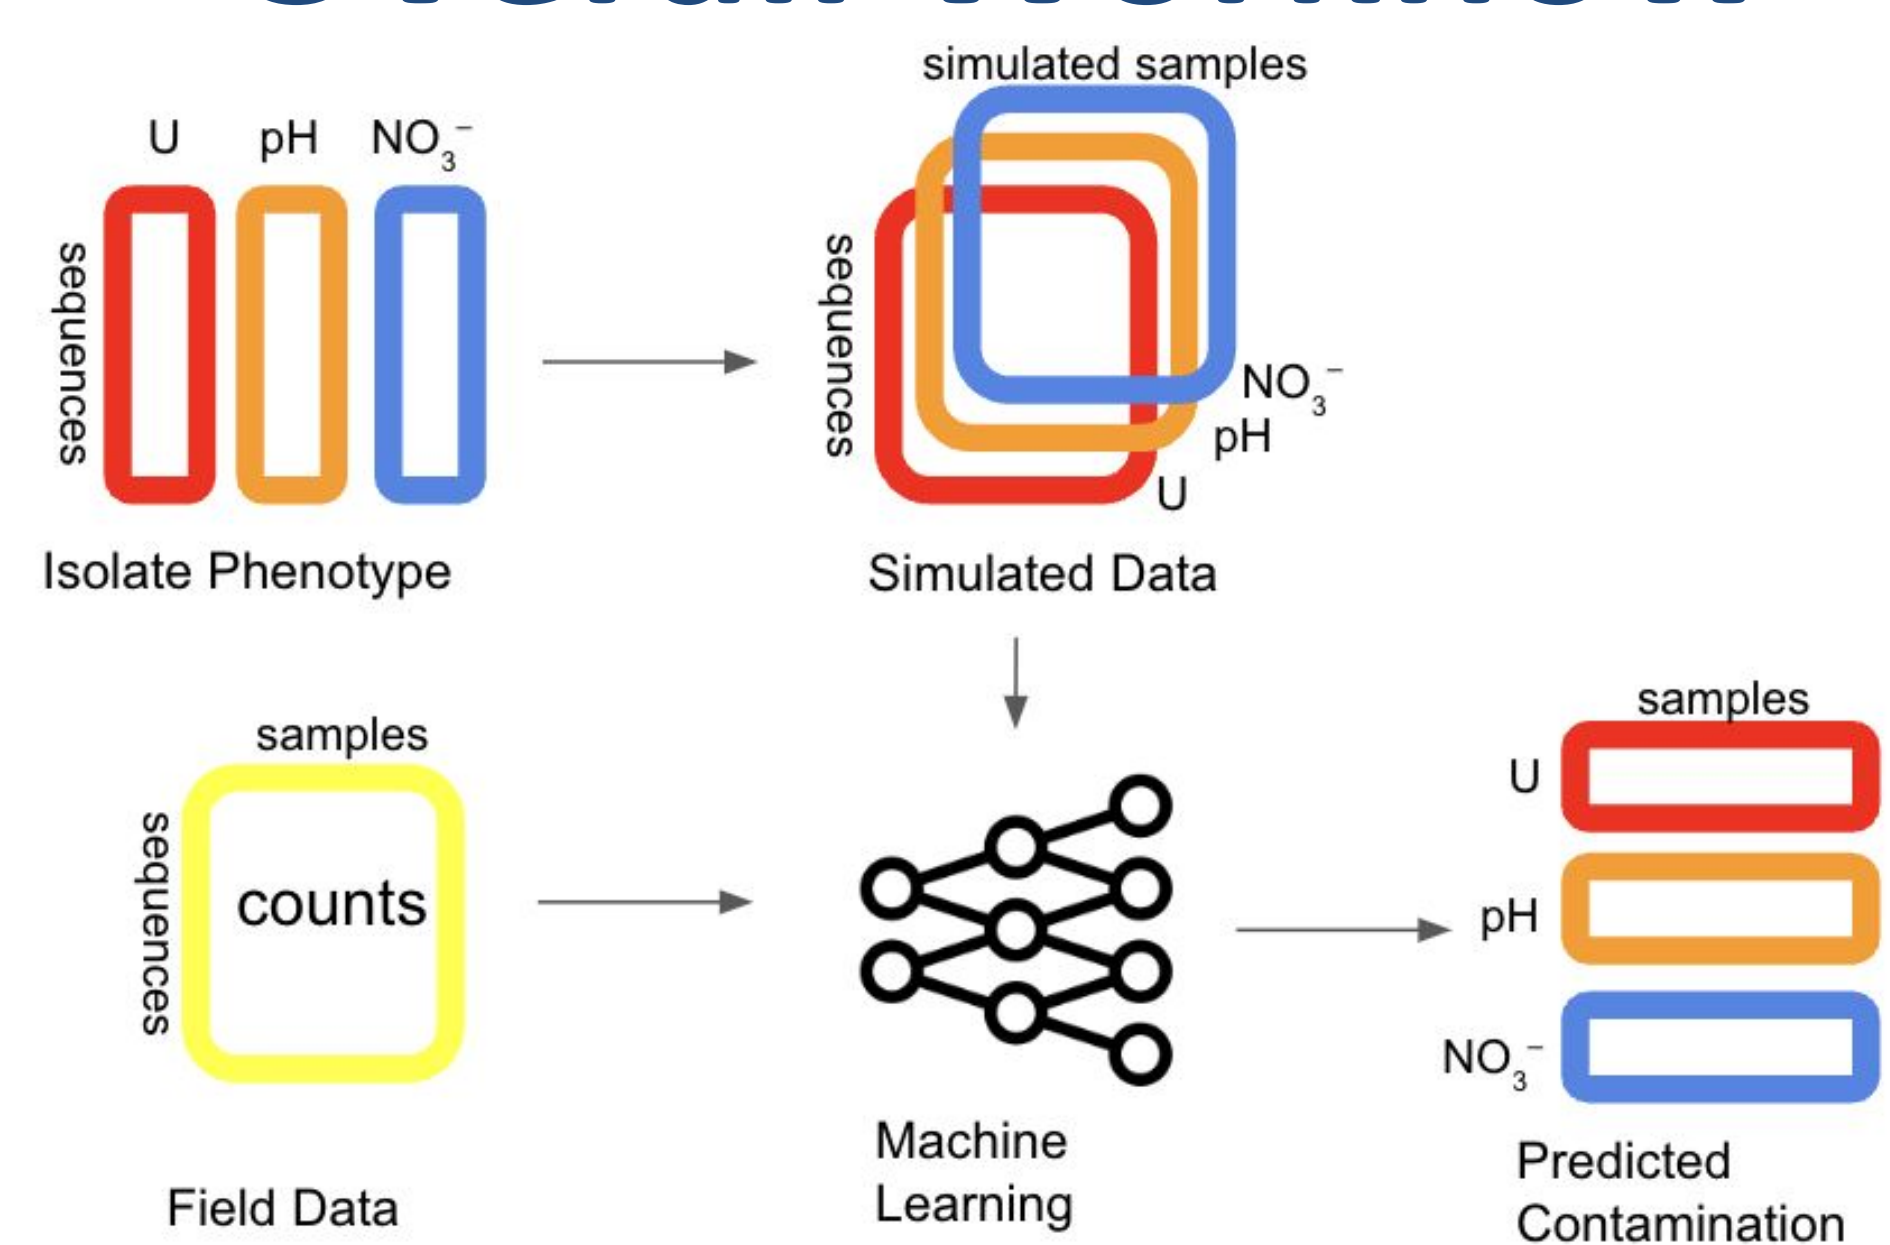 simulated samples
U pH NO₃⁻
sequences
sequences
NO₃⁻
pH
U
Isolate Phenotype
Simulated Data
samples
sequences
counts
samples
U
pH
NO₃⁻
Field Data
Machine
Learning
Predicted
Contamination